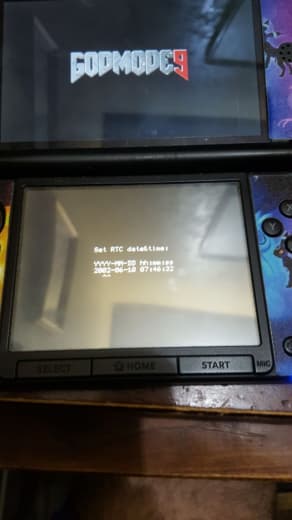 GODMODE9
Set RTC date&time:
YYYY-MM-DD hh:mm:ss
2002-06-10 07:46:32
^^
Y
SELECT HOME START